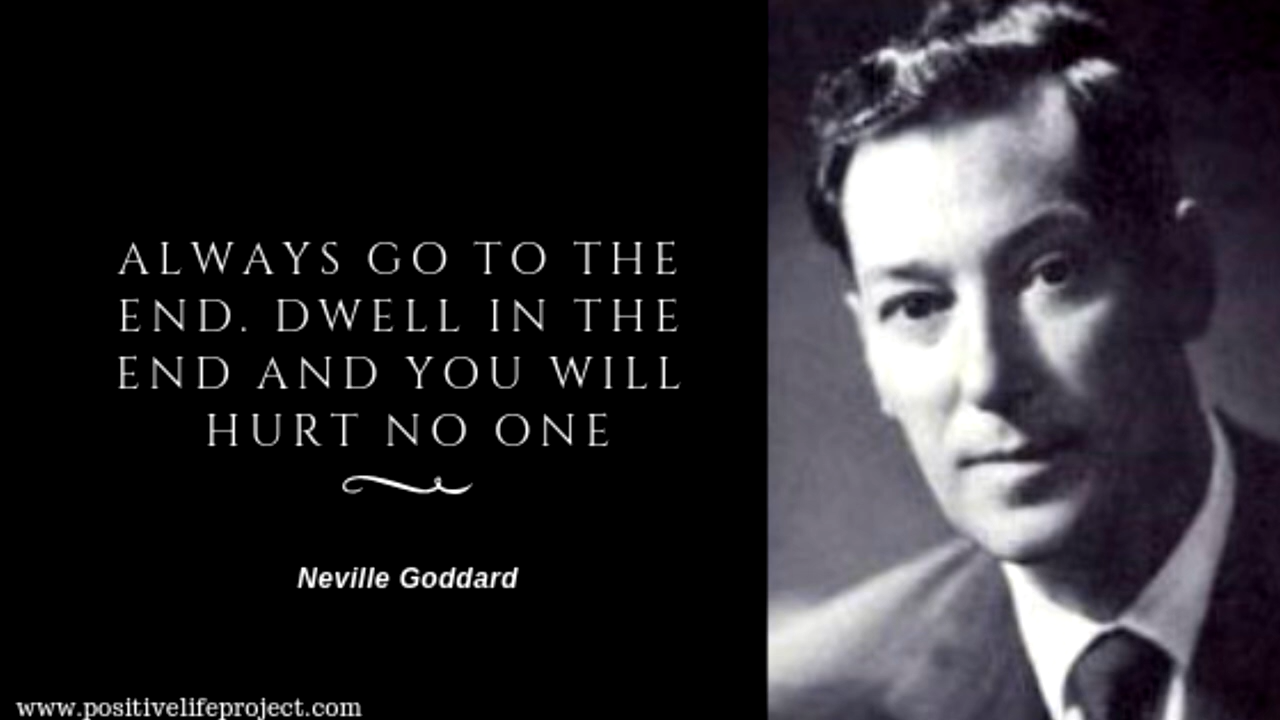 ALWAYS GO TO THE
END. DWELL IN THE
END AND YOU WILL
HURT NO ONE
Neville Goddard
www.positivelifeproject.com